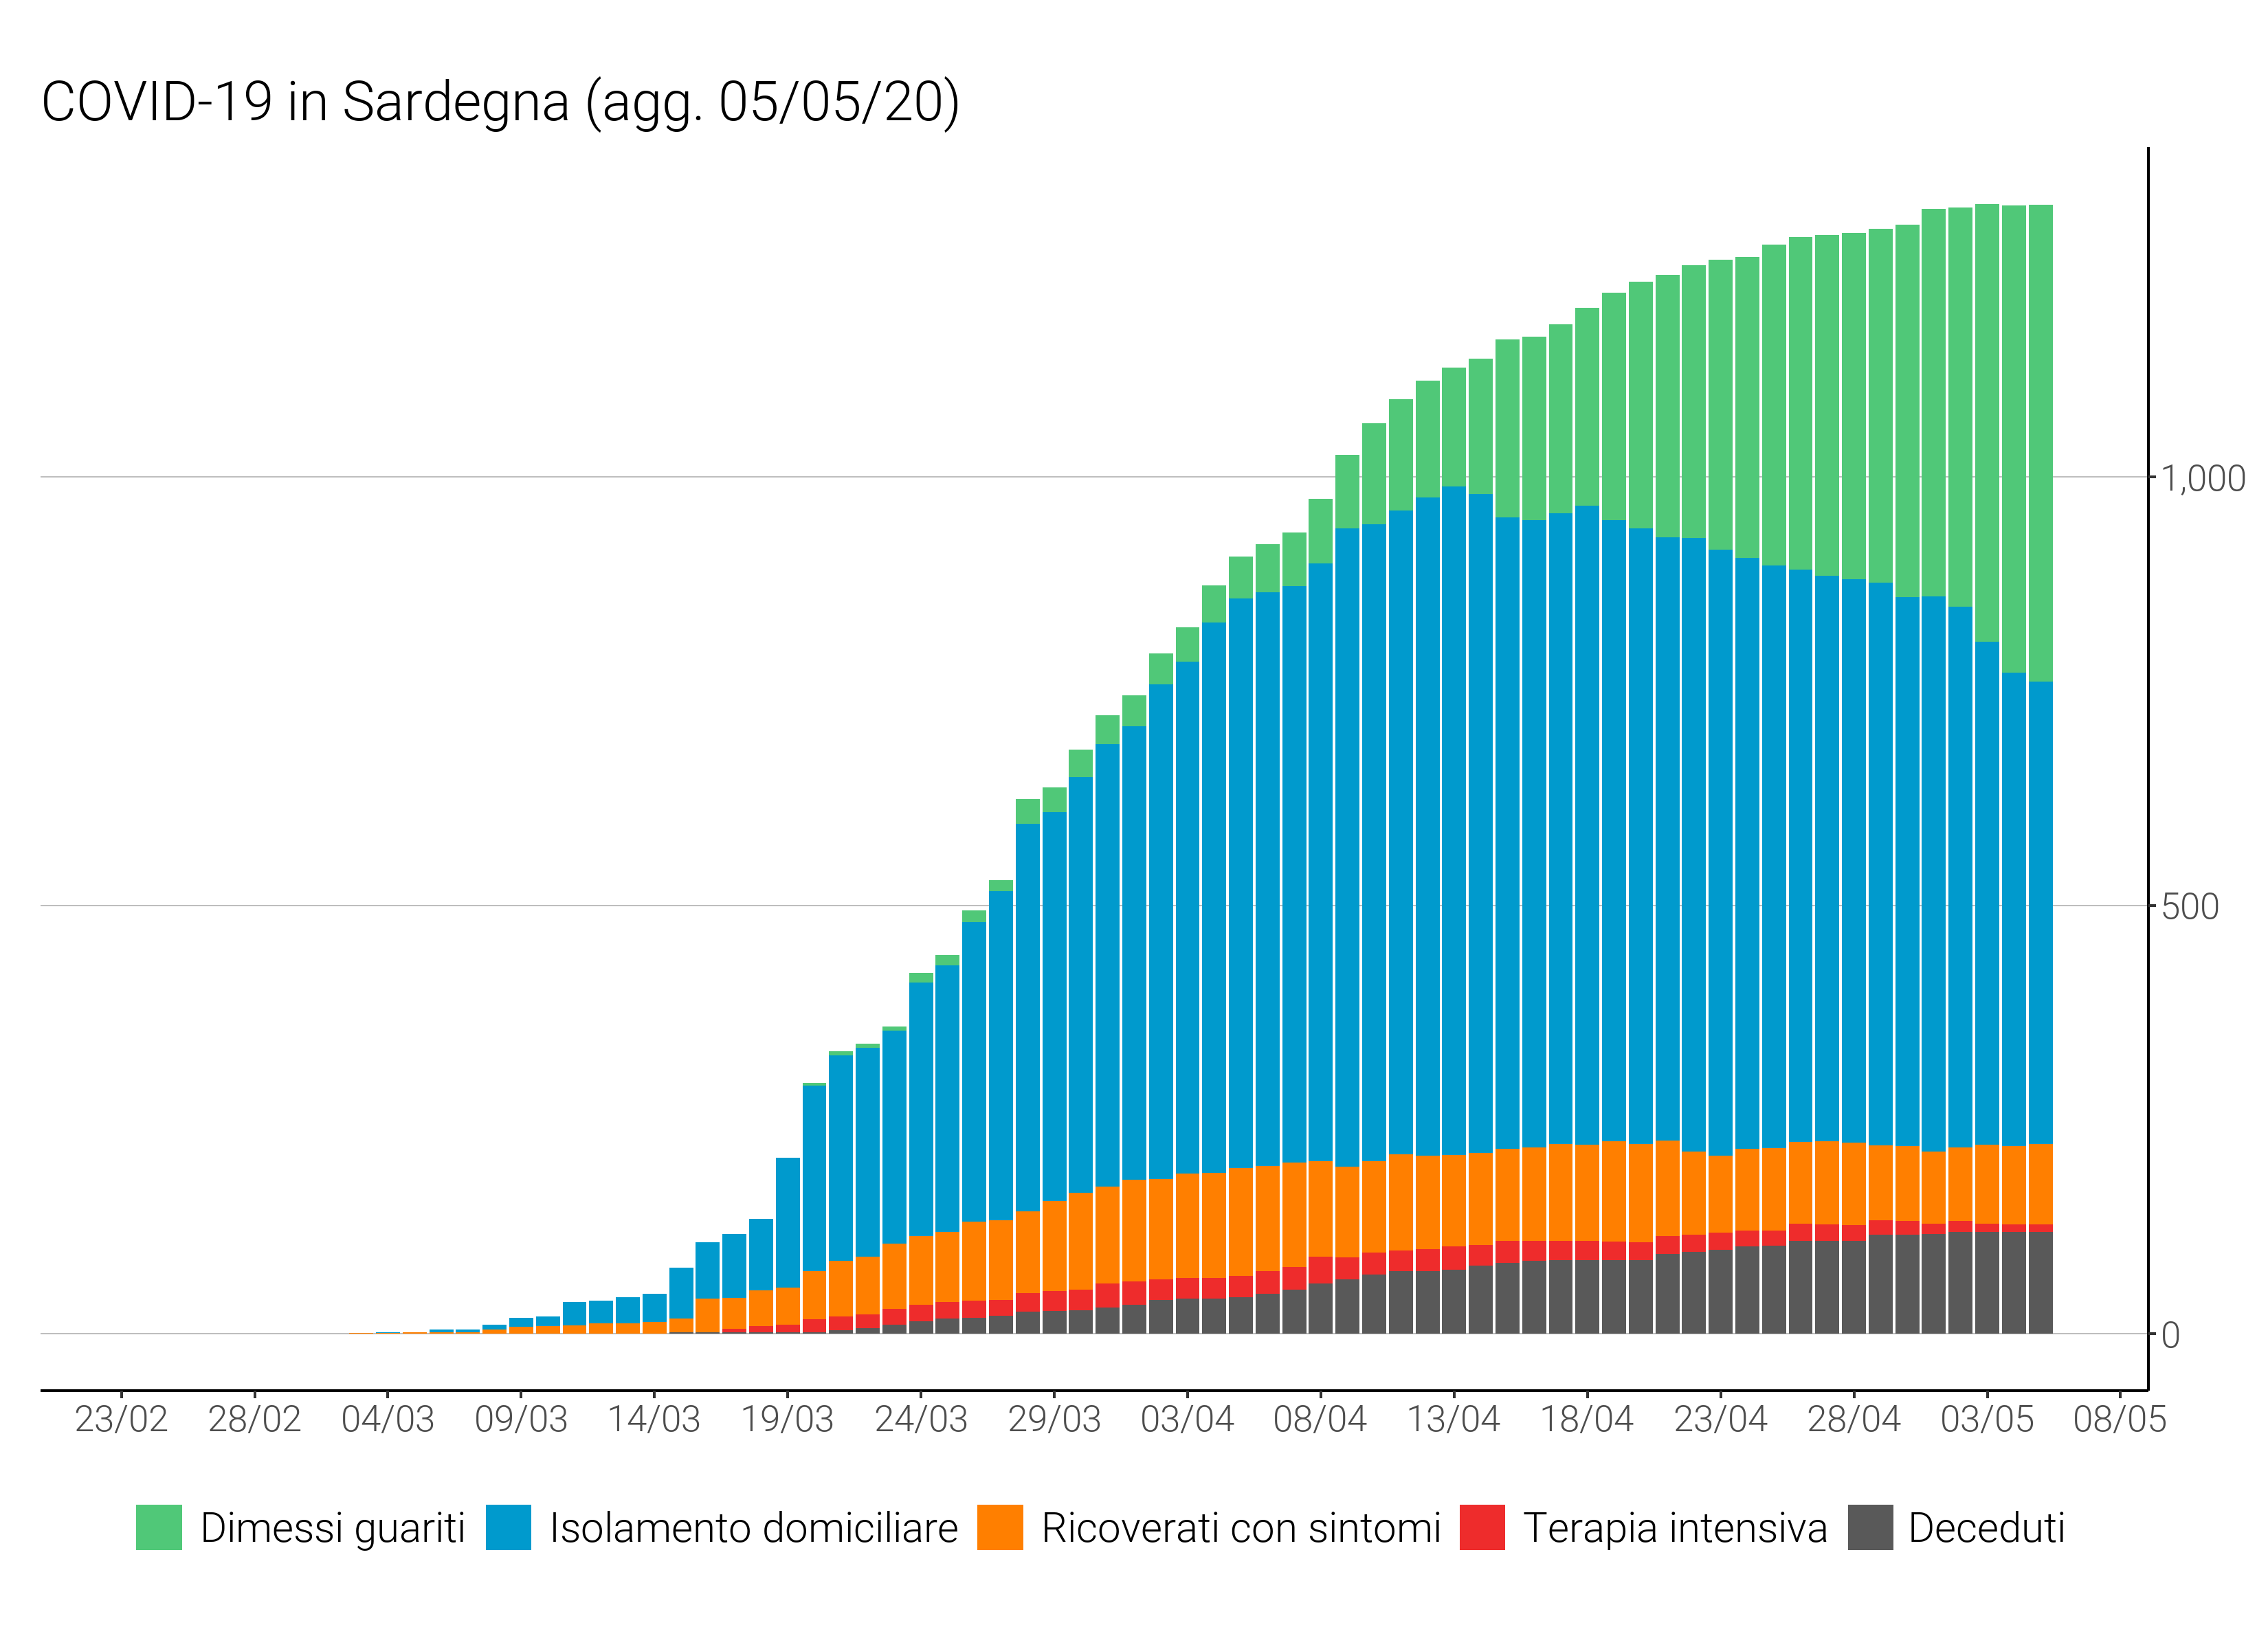 COVID-19 in Sardegna (agg. 05/05/20)
1,000
500
0
23/02 28/02 04/03 09/03 14/03 19/03 24/03 29/03 03/04 08/04 13/04 18/04 23/04 28/04 03/05 08/05
Dimessi guariti Isolamento domiciliare Ricoverati con sintomi Terapia intensiva Deceduti